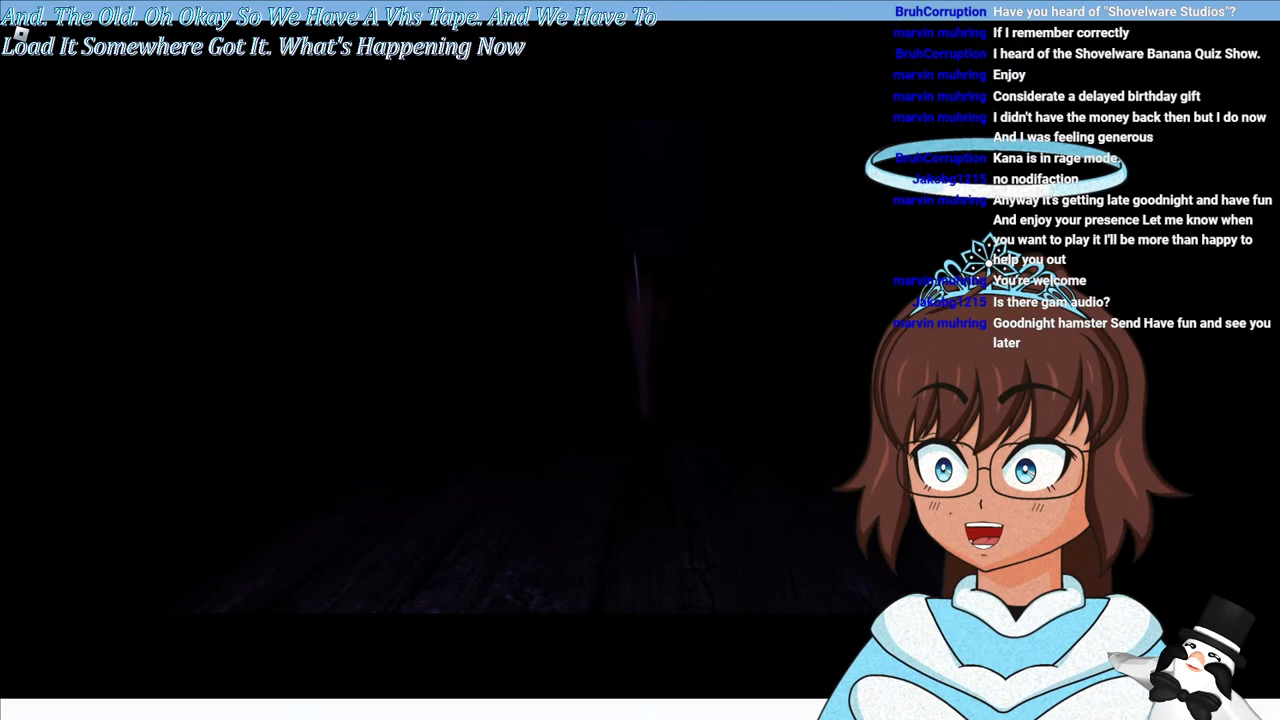 And. The Old. Oh Okay So We Have A Vhs Tape. And We Have To
Load It Somewhere Got It. What's Happening Now
BruhCorruption Have you heard of "Shovelware Studios"?
marvin muhring If I remember correctly
BruhCorruption I heard of the Shovelware Banana Quiz Show.
marvin muhring Enjoy
marvin muhring Considerate a delayed birthday gift
marvin muhring I didn't have the money back then but I do now
And I was feeling generous
BruhCorruption Kana is in rage mode.
Jakobg1215 no nodifaction
marvin muhring Anyway it's getting late goodnight and have fun
And enjoy your presence Let me know when
you want to play it I'll be more than happy to
help you out
marvin muhring You're welcome
Jakobg1215 Is there gam audio?
marvin muhring Goodnight hamster Send Have fun and see you
later